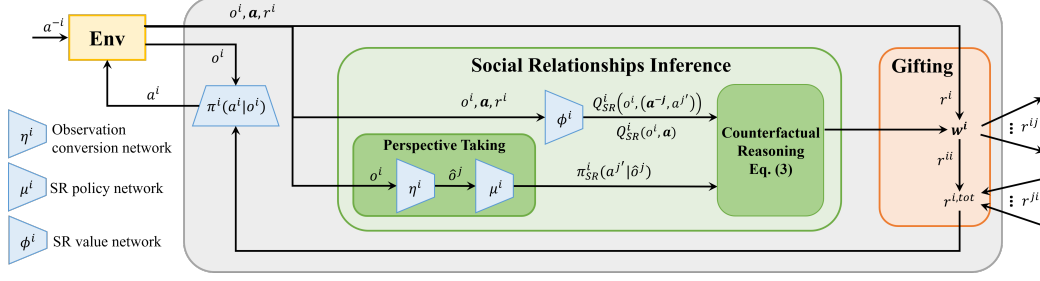 a^{-i}
Env
o^i, a, r^i
o^i
a^i
π^i(a^i|o^i)
η^i
Observation
conversion network
μ^i
SR policy network
ϕ^i
SR value network
Social Relationships Inference
o^i, a, r^i
ϕ^i
Q^i_{SR}(o^i, (a^{-j}, a^{j'}))
Q^i_{SR}(o^i, a)
Perspective Taking
o^i
η^i
ô^j
μ^i
π^i_{SR}(a^{j'}|ô^j)
Counterfactual
Reasoning
Eq. (3)
Gifting
r^i
w^i
r^{ii}
r^{i,tot}
⋮ r^{ij}
⋮ r^{ji}